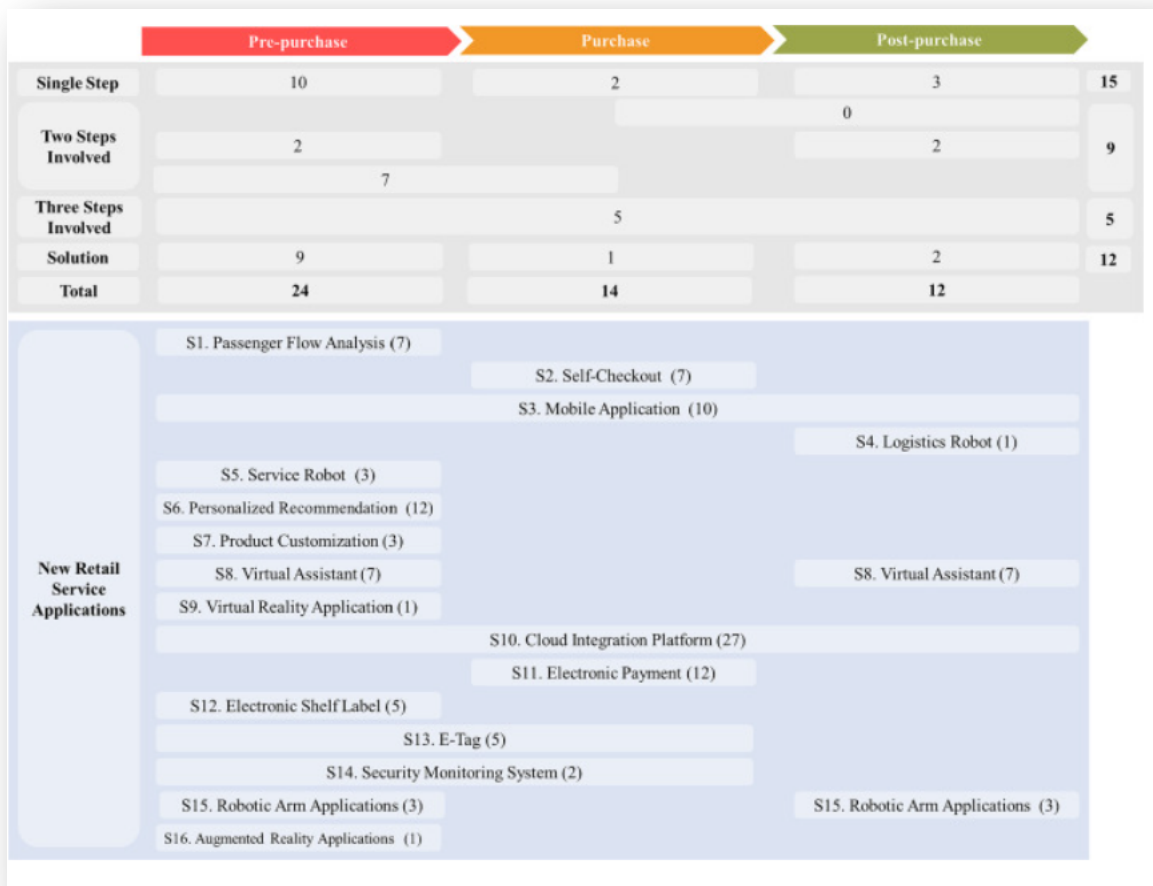 Pre-purchase
Purchase
Post-purchase
Single Step
10
2
3
15
0
Two Steps
Involved
2
2
9
7
Three Steps
Involved
5
5
Solution
9
1
2
12
Total
24
14
12
S1. Passenger Flow Analysis (7)
S2. Self-Checkout (7)
S3. Mobile Application (10)
S4. Logistics Robot (1)
S5. Service Robot (3)
S6. Personalized Recommendation (12)
S7. Product Customization (3)
New Retail
Service
Applications
S8. Virtual Assistant (7)
S8. Virtual Assistant (7)
S9. Virtual Reality Application (1)
S10. Cloud Integration Platform (27)
S11. Electronic Payment (12)
S12. Electronic Shelf Label (5)
S13. E-Tag (5)
S14. Security Monitoring System (2)
S15. Robotic Arm Applications (3)
S15. Robotic Arm Applications (3)
S16. Augmented Reality Applications (1)